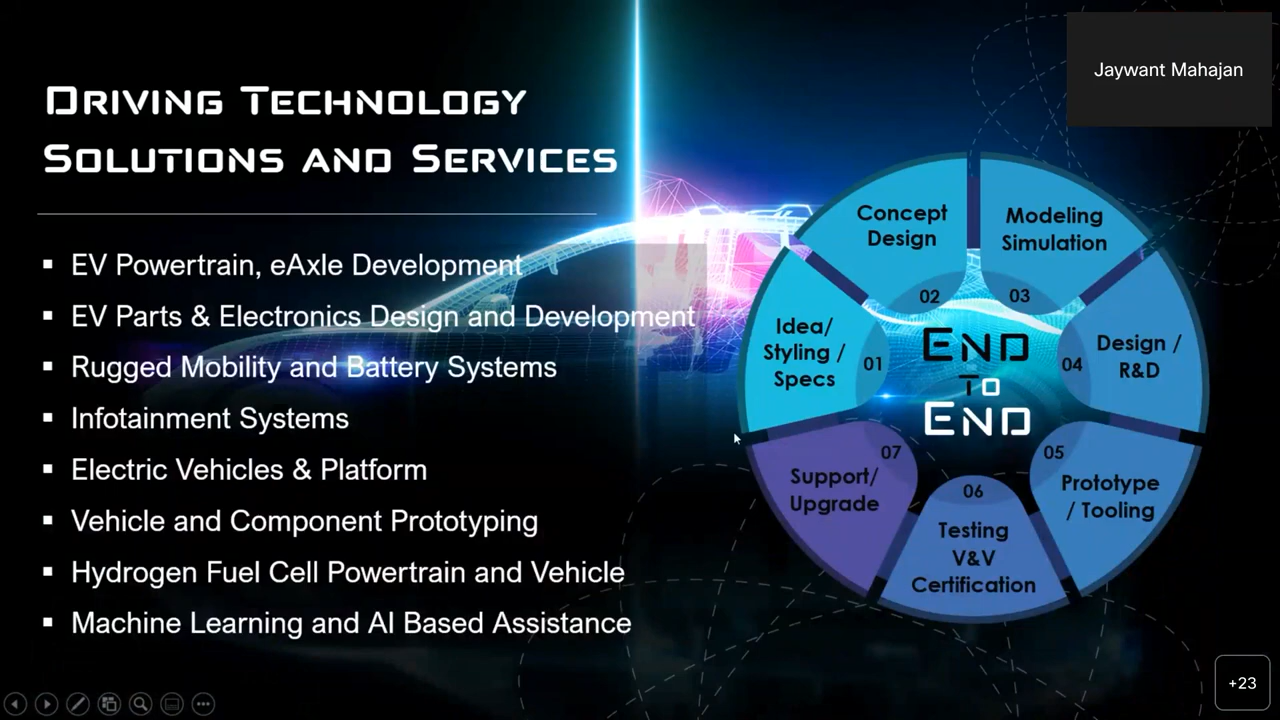 Jaywant Mahajan
DRIVING TECHNOLOGY
SOLUTIONS AND SERVICES
▪ EV Powertrain, eAxle Development
▪ EV Parts & Electronics Design and Development
▪ Rugged Mobility and Battery Systems
▪ Infotainment Systems
▪ Electric Vehicles & Platform
▪ Vehicle and Component Prototyping
▪ Hydrogen Fuel Cell Powertrain and Vehicle
▪ Machine Learning and AI Based Assistance
END
TO
END
Idea/
Styling /
Specs
01
Concept
Design
02
Modeling
Simulation
03
Design /
R&D
04
05
Prototype
/ Tooling
06
Testing
V&V
Certification
07
Support/
Upgrade
+23